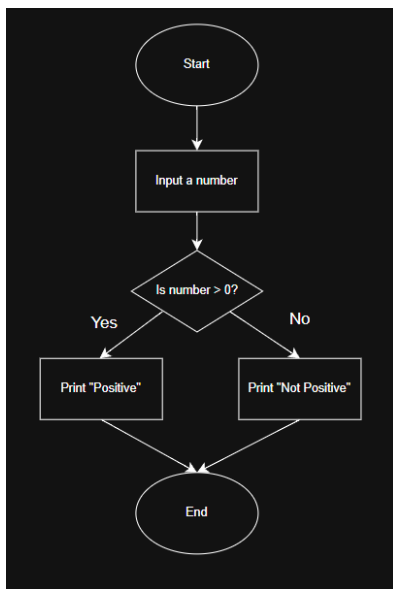 Start
Input a number
Is number > 0?
Yes
No
Print "Positive"
Print "Not Positive"
End